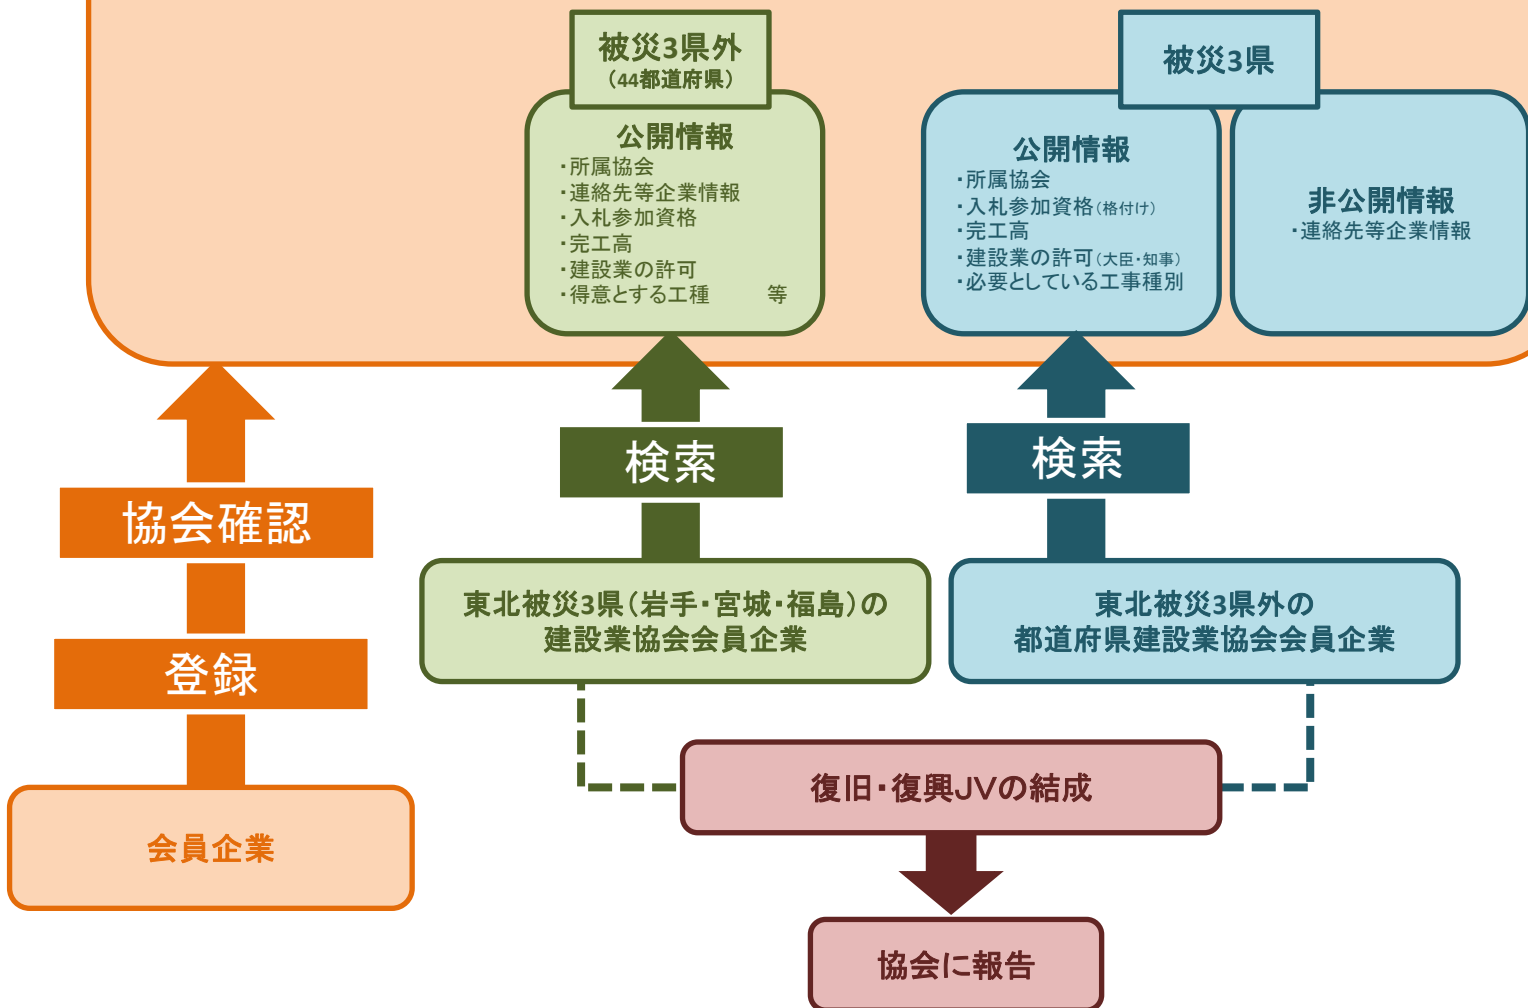 被災3県外
（44都道府県）
公開情報
・所属協会
・連絡先等企業情報
・入札参加資格
・完工高
・建設業の許可
・得意とする工種　　　等
被災3県
公開情報
・所属協会
・入札参加資格（格付け）
・完工高
・建設業の許可（大臣・知事）
・必要としている工事種別
非公開情報
・連絡先等企業情報
検索
検索
協会確認
登録
会員企業
東北被災3県（岩手・宮城・福島）の
建設業協会会員企業
東北被災3県外の
都道府県建設業協会会員企業
復旧・復興JVの結成
協会に報告